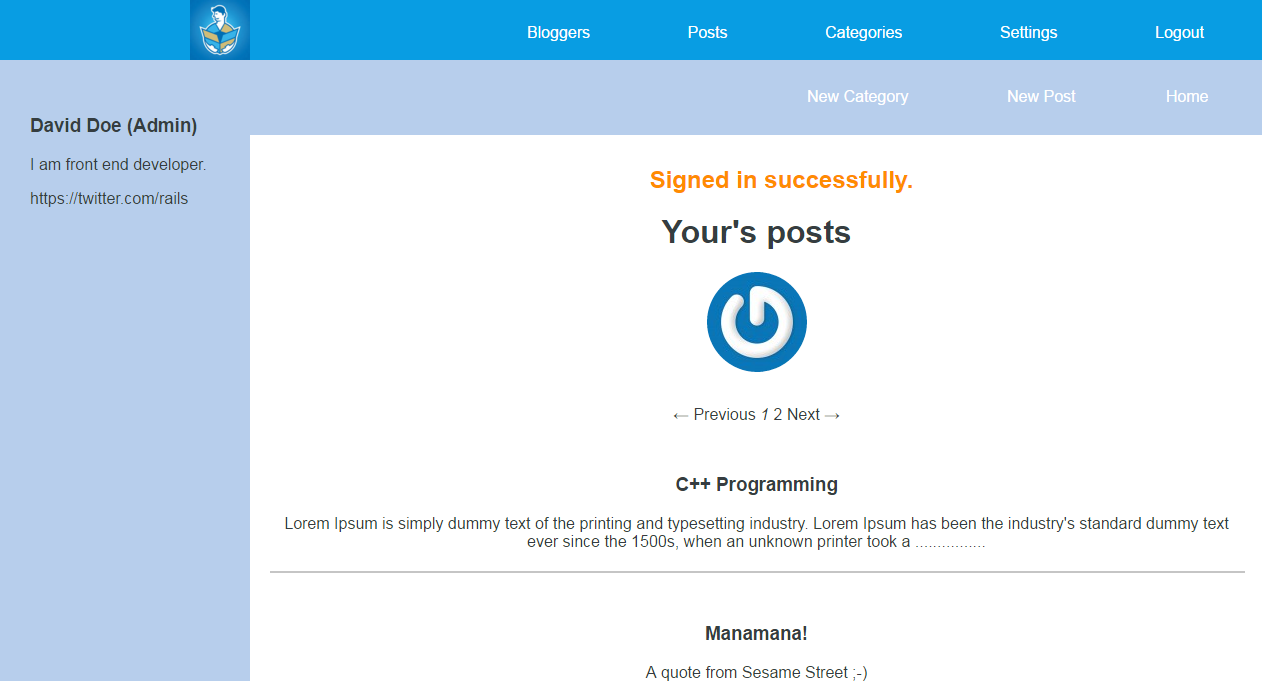 Bloggers Posts Categories Settings Logout
New Category New Post Home
David Doe (Admin)
I am front end developer.
https://twitter.com/rails
Signed in successfully.
Your's posts
← Previous 1 2 Next →
C++ Programming
Lorem Ipsum is simply dummy text of the printing and typesetting industry. Lorem Ipsum has been the industry's standard dummy text
ever since the 1500s, when an unknown printer took a ................
Manamana!
A quote from Sesame Street ;-)